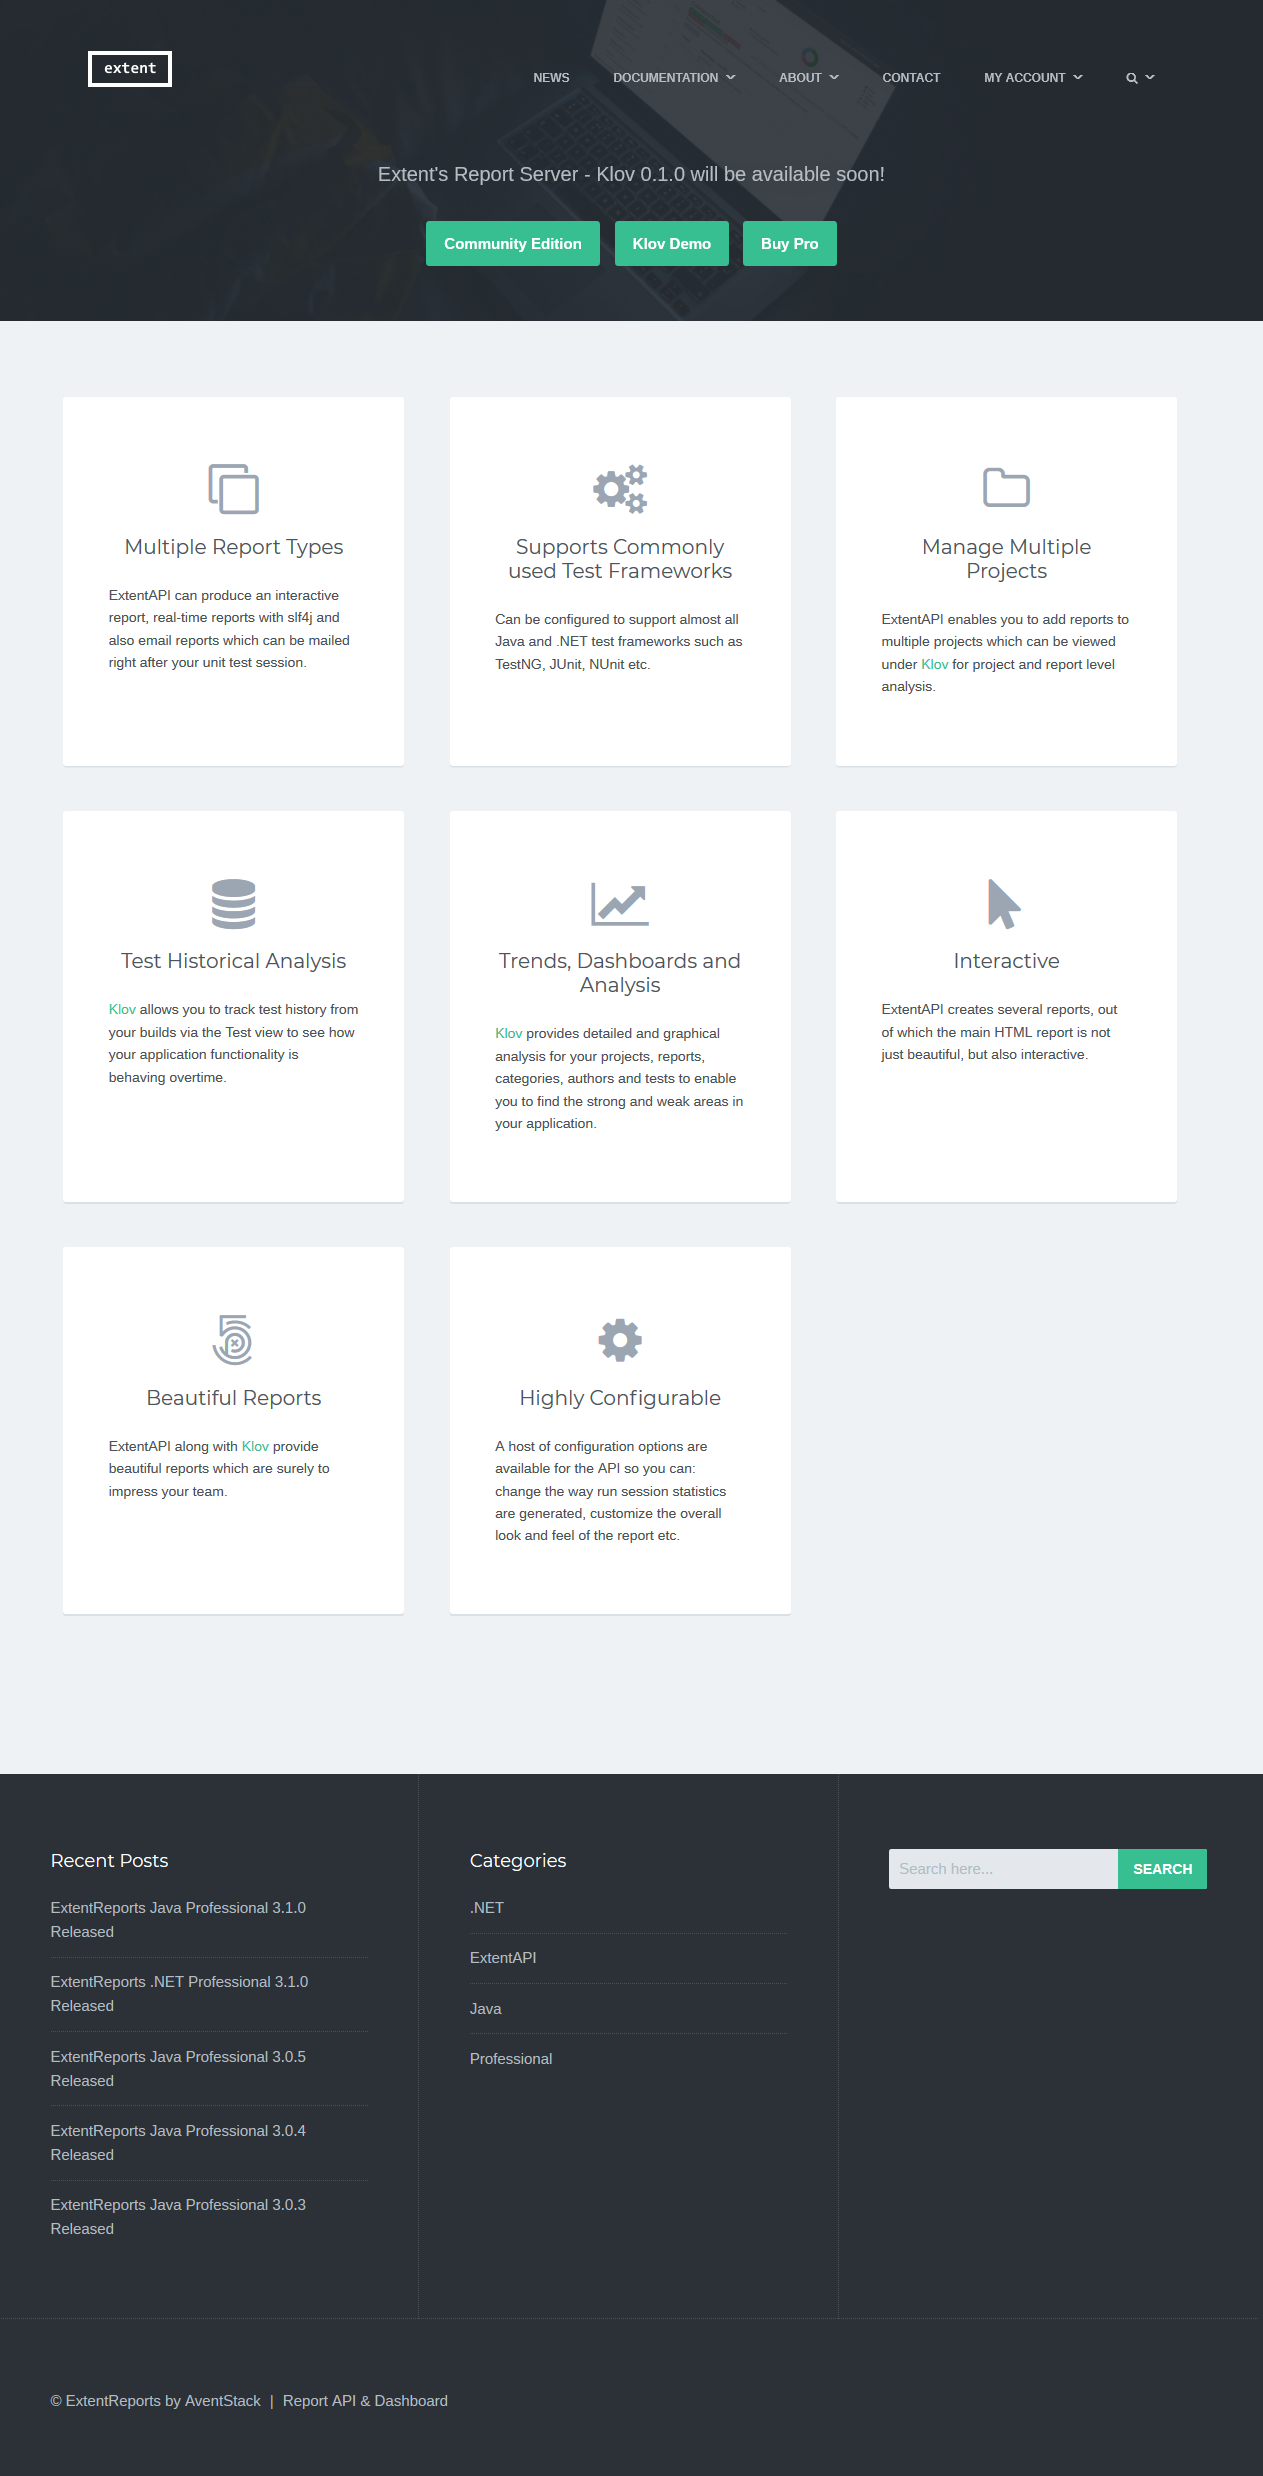 extent
NEWS
DOCUMENTATION
ABOUT
CONTACT
MY ACCOUNT
Extent's Report Server - Klov 0.1.0 will be available soon!
Community Edition
Klov Demo
Buy Pro
Multiple Report Types
ExtentAPI can produce an interactive
report, real-time reports with slf4j and
also email reports which can be mailed
right after your unit test session.
Supports Commonly
used Test Frameworks
Can be configured to support almost all
Java and .NET test frameworks such as
TestNG, JUnit, NUnit etc.
Manage Multiple
Projects
ExtentAPI enables you to add reports to
multiple projects which can be viewed
under Klov for project and report level
analysis.
Test Historical Analysis
Klov allows you to track test history from
your builds via the Test view to see how
your application functionality is
behaving overtime.
Trends, Dashboards and
Analysis
Klov provides detailed and graphical
analysis for your projects, reports,
categories, authors and tests to enable
you to find the strong and weak areas in
your application.
Interactive
ExtentAPI creates several reports, out
of which the main HTML report is not
just beautiful, but also interactive.
Beautiful Reports
ExtentAPI along with Klov provide
beautiful reports which are surely to
impress your team.
Highly Configurable
A host of configuration options are
available for the API so you can:
change the way run session statistics
are generated, customize the overall
look and feel of the report etc.
Recent Posts
ExtentReports Java Professional 3.1.0
Released
ExtentReports .NET Professional 3.1.0
Released
ExtentReports Java Professional 3.0.5
Released
ExtentReports Java Professional 3.0.4
Released
ExtentReports Java Professional 3.0.3
Released
Categories
.NET
ExtentAPI
Java
Professional
Search here...
SEARCH
© ExtentReports by AventStack | Report API & Dashboard